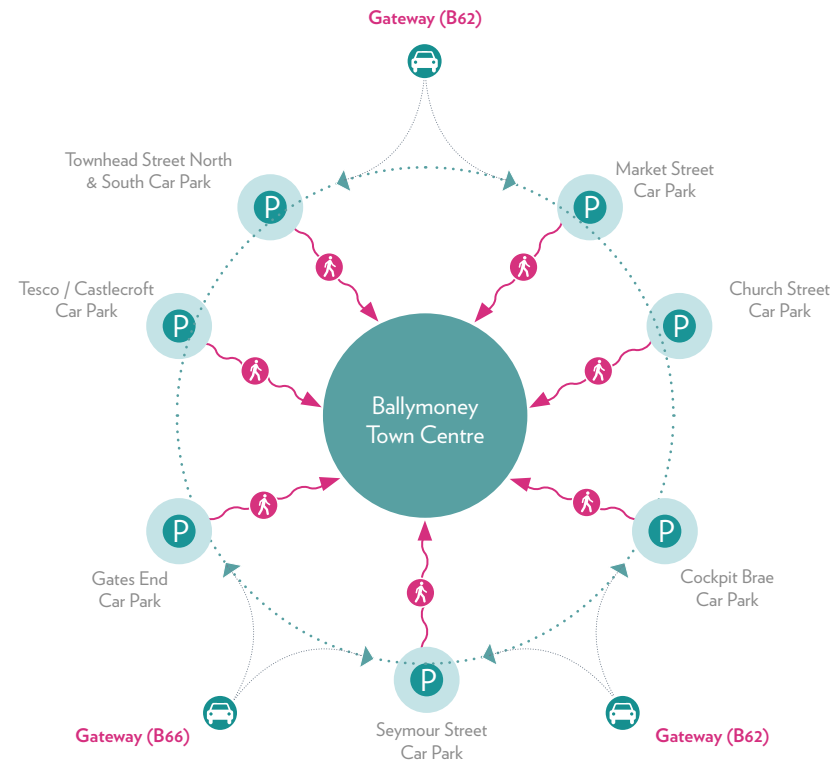 Gateway (B62)
Townhead Street North
& South Car Park
P
Market Street
Car Park
P
Tesco / Castlecroft
Car Park
P
Church Street
Car Park
P
Ballymoney
Town Centre
P
Gates End
Car Park
P
Cockpit Brae
Car Park
P
Seymour Street
Car Park
Gateway (B66)
Gateway (B62)